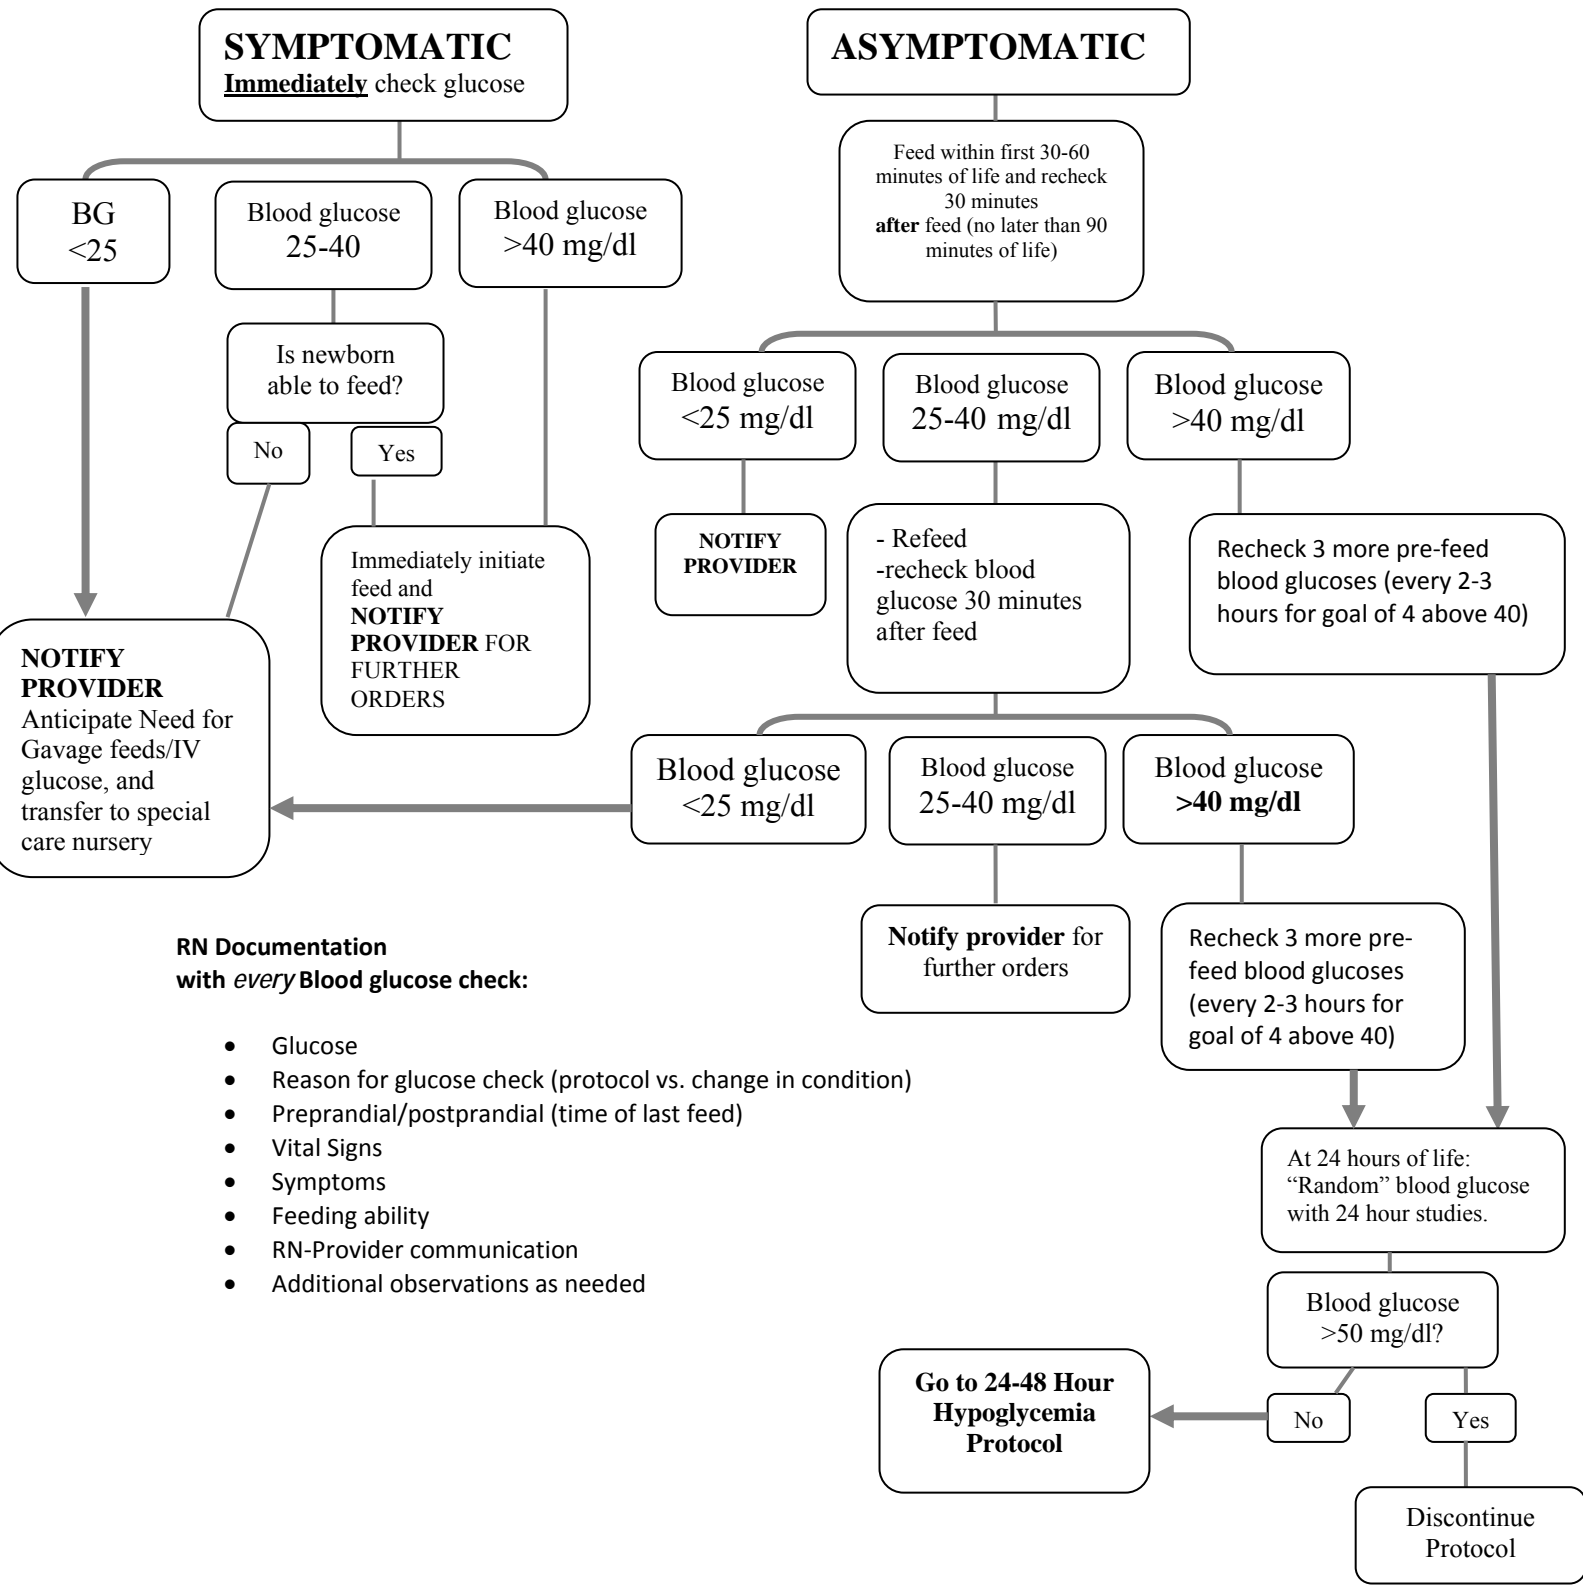 SYMPTOMATIC
Immediately check glucose
BG
<25
Blood glucose
25-40
Blood glucose
>40 mg/dl
Is newborn
able to feed?
No
Yes
Immediately initiate
feed and
NOTIFY
PROVIDER FOR
FURTHER
ORDERS
NOTIFY
PROVIDER
Anticipate Need for
Gavage feeds/IV
glucose, and
transfer to special
care nursery
ASYMPTOMATIC
Feed within first 30-60
minutes of life and recheck
30 minutes
after feed (no later than 90
minutes of life)
Blood glucose
<25 mg/dl
Blood glucose
25-40 mg/dl
Blood glucose
>40 mg/dl
NOTIFY
PROVIDER
- Refeed
-recheck blood
glucose 30 minutes
after feed
Recheck 3 more pre-feed
blood glucoses (every 2-3
hours for goal of 4 above 40)
Blood glucose
<25 mg/dl
Blood glucose
25-40 mg/dl
Blood glucose
>40 mg/dl
Notify provider for
further orders
Recheck 3 more pre-
feed blood glucoses
(every 2-3 hours for
goal of 4 above 40)
At 24 hours of life:
“Random” blood glucose
with 24 hour studies.
Blood glucose
>50 mg/dl?
No
Yes
Go to 24-48 Hour
Hypoglycemia
Protocol
Discontinue
Protocol
RN Documentation
with every Blood glucose check:
• Glucose
• Reason for glucose check (protocol vs. change in condition)
• Preprandial/postprandial (time of last feed)
• Vital Signs
• Symptoms
• Feeding ability
• RN-Provider communication
• Additional observations as needed